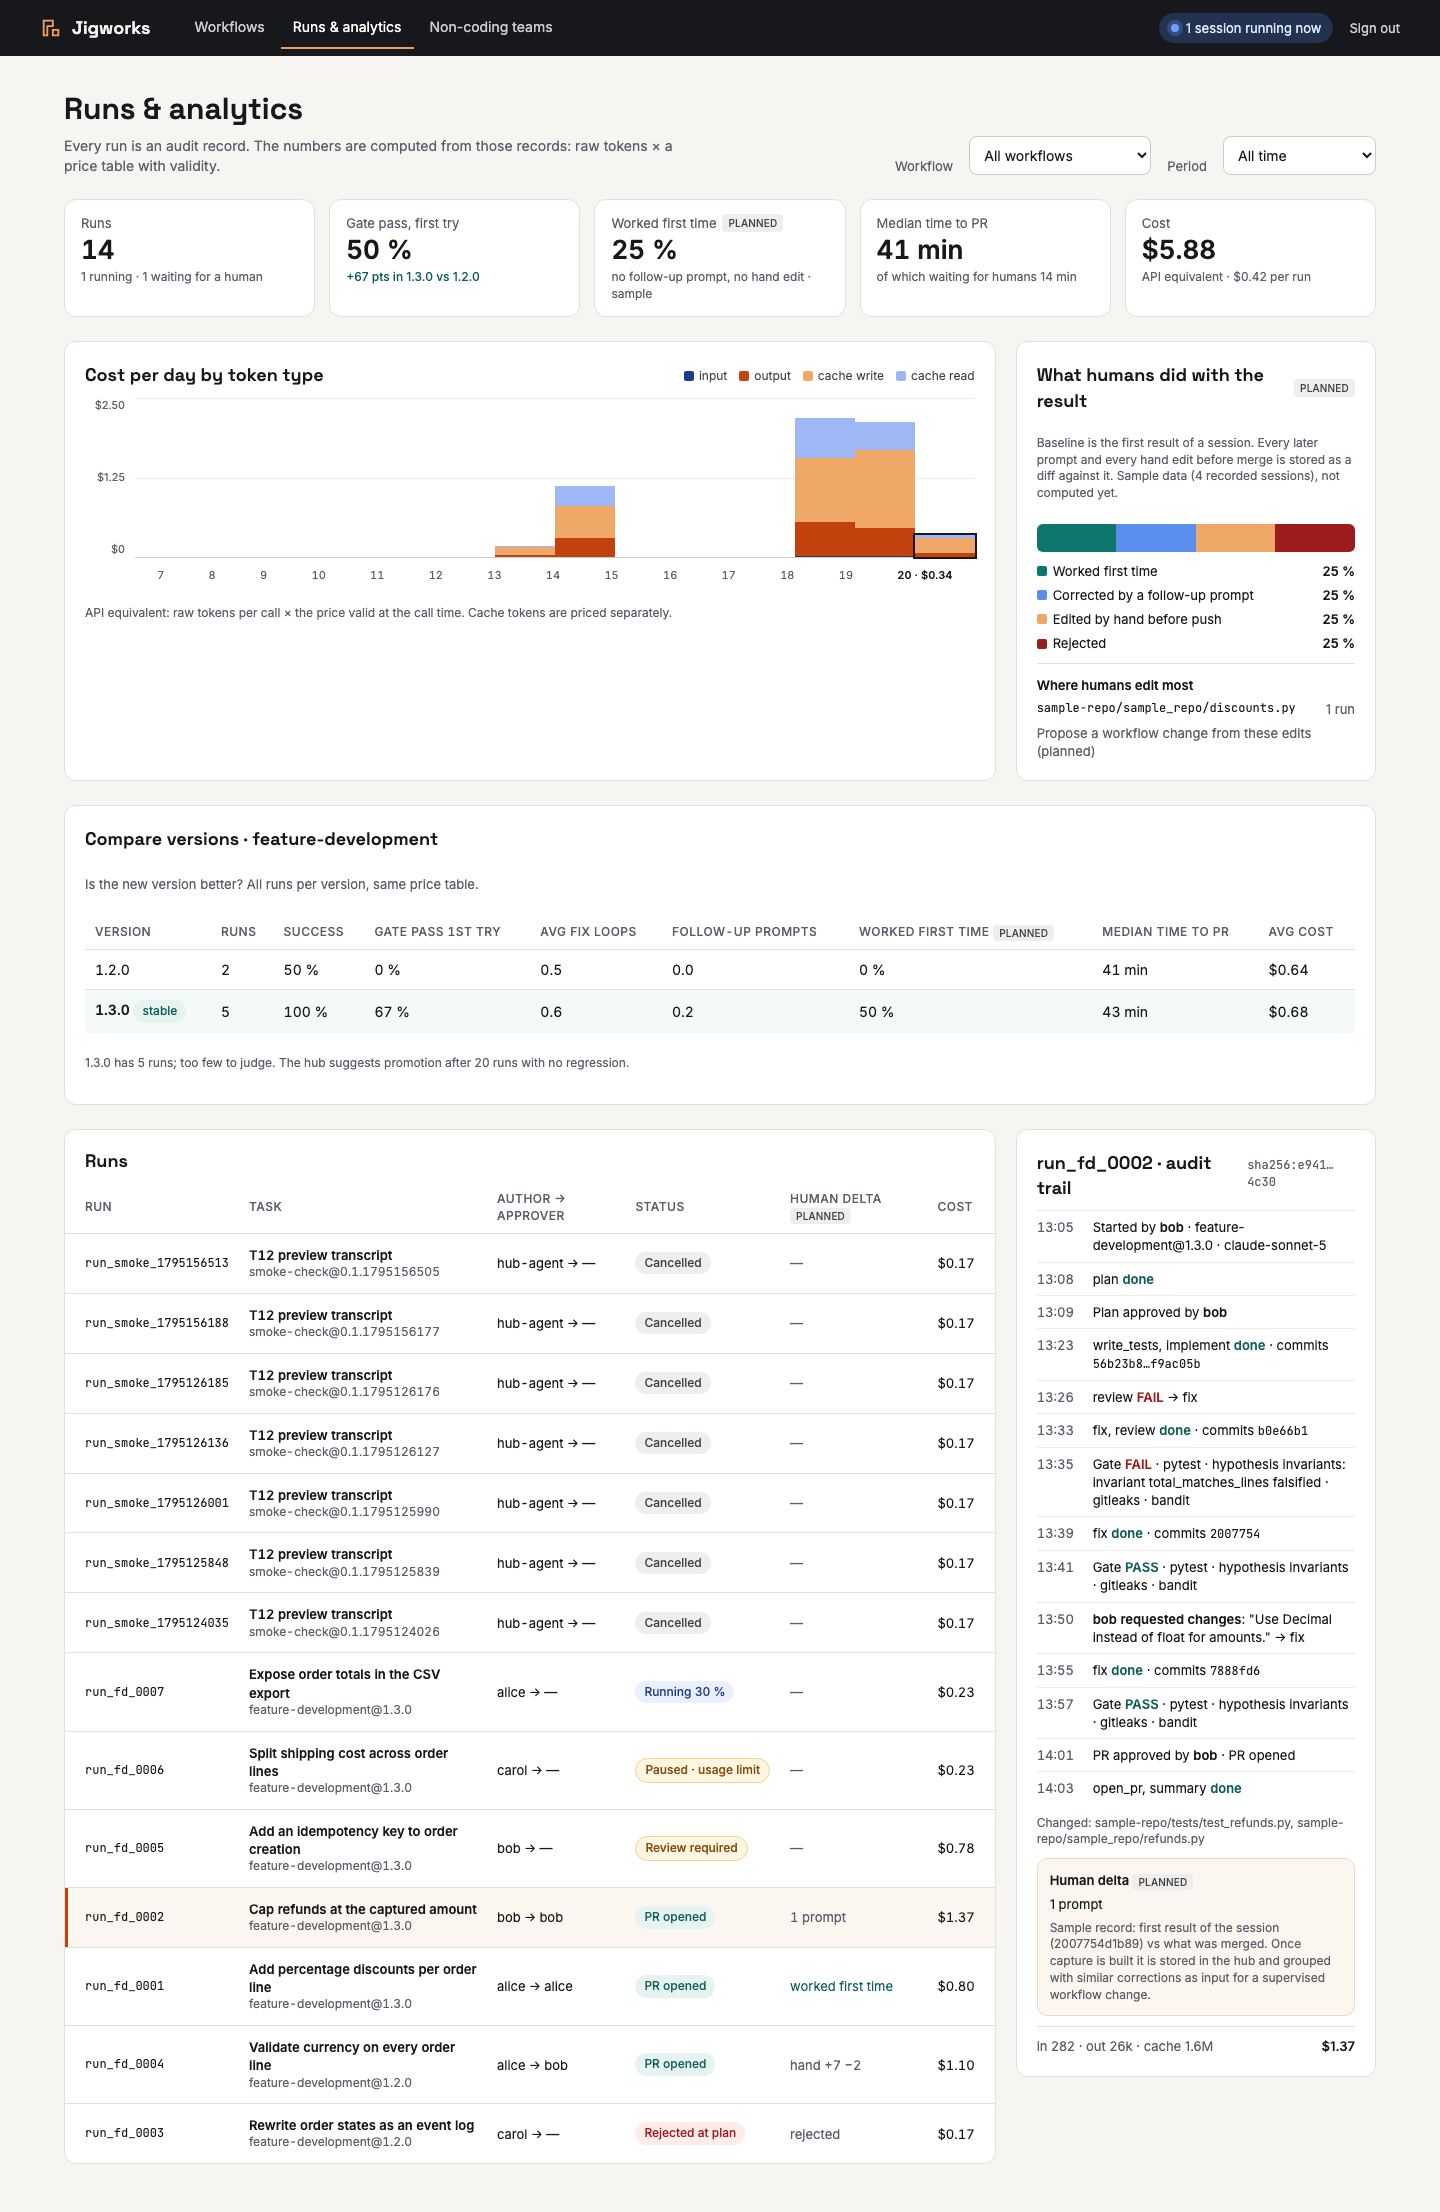 Jigworks
Workflows
Runs & analytics
Non-coding teams
1 session running now
Sign out
Runs & analytics
Every run is an audit record. The numbers are computed from those records: raw tokens × a
price table with validity.
Workflow
All workflows
Period
All time
Runs
14
1 running · 1 waiting for a human
Gate pass, first try
50 %
+67 pts in 1.3.0 vs 1.2.0
Worked first time PLANNED
25 %
no follow-up prompt, no hand edit ·
sample
Median time to PR
41 min
of which waiting for humans 14 min
Cost
$5.88
API equivalent · $0.42 per run
Cost per day by token type
input output cache write cache read
$2.50
$1.25
$0
7 8 9 10 11 12 13 14 15 16 17 18 19 20 · $0.34
API equivalent: raw tokens per call × the price valid at the call time. Cache tokens are priced separately.
What humans did with the
result
PLANNED
Baseline is the first result of a session. Every later
prompt and every hand edit before merge is stored as a
diff against it. Sample data (4 recorded sessions), not
computed yet.
Worked first time 25 %
Corrected by a follow-up prompt 25 %
Edited by hand before push 25 %
Rejected 25 %
Where humans edit most
sample-repo/sample_repo/discounts.py 1 run
Propose a workflow change from these edits
(planned)
Compare versions · feature-development
Is the new version better? All runs per version, same price table.
VERSION RUNS SUCCESS GATE PASS 1ST TRY AVG FIX LOOPS FOLLOW-UP PROMPTS WORKED FIRST TIME PLANNED MEDIAN TIME TO PR AVG COST
1.2.0 2 50 % 0 % 0.5 0.0 0 % 41 min $0.64
1.3.0 stable 5 100 % 67 % 0.6 0.2 50 % 43 min $0.68
1.3.0 has 5 runs; too few to judge. The hub suggests promotion after 20 runs with no regression.
Runs
RUN TASK AUTHOR → APPROVER STATUS HUMAN DELTA PLANNED COST
run_smoke_1795156513 T12 preview transcript hub-agent → — Cancelled — $0.17
smoke-check@0.1.1795156505
run_smoke_1795156188 T12 preview transcript hub-agent → — Cancelled — $0.17
smoke-check@0.1.1795156177
run_smoke_1795126185 T12 preview transcript hub-agent → — Cancelled — $0.17
smoke-check@0.1.1795126176
run_smoke_1795126136 T12 preview transcript hub-agent → — Cancelled — $0.17
smoke-check@0.1.1795126127
run_smoke_1795126001 T12 preview transcript hub-agent → — Cancelled — $0.17
smoke-check@0.1.1795125990
run_smoke_1795125848 T12 preview transcript hub-agent → — Cancelled — $0.17
smoke-check@0.1.1795125839
run_smoke_1795124035 T12 preview transcript hub-agent → — Cancelled — $0.17
smoke-check@0.1.1795124026
run_fd_0007 Expose order totals in the CSV
export
feature-development@1.3.0 alice → — Running 30 % — $0.23
run_fd_0006 Split shipping cost across order
lines
feature-development@1.3.0 carol → — Paused · usage limit — $0.23
run_fd_0005 Add an idempotency key to order
creation
feature-development@1.3.0 bob → — Review required — $0.78
run_fd_0002 Cap refunds at the captured amount
feature-development@1.3.0 bob → bob PR opened 1 prompt $1.37
run_fd_0001 Add percentage discounts per order
line
feature-development@1.3.0 alice → alice PR opened worked first time $0.80
run_fd_0004 Validate currency on every order
line
feature-development@1.2.0 alice → bob PR opened hand +7 −2 $1.10
run_fd_0003 Rewrite order states as an event log
feature-development@1.2.0 carol → — Rejected at plan rejected $0.17
run_fd_0002 · audit
trail
sha256:e941…
4c30
13:05 Started by bob · feature-
development@1.3.0 · claude-sonnet-5
13:08 plan done
13:09 Plan approved by bob
13:23 write_tests, implement done · commits
56b23b8…f9ac05b
13:26 review FAIL → fix
13:33 fix, review done · commits b0e66b1
13:35 Gate FAIL · pytest · hypothesis invariants:
invariant total_matches_lines falsified ·
gitleaks · bandit
13:39 fix done · commits 2007754
13:41 Gate PASS · pytest · hypothesis invariants
· gitleaks · bandit
13:50 bob requested changes: "Use Decimal
instead of float for amounts." → fix
13:55 fix done · commits 7888fd6
13:57 Gate PASS · pytest · hypothesis invariants
· gitleaks · bandit
14:01 PR approved by bob · PR opened
14:03 open_pr, summary done
Changed: sample-repo/tests/test_refunds.py, sample-
repo/sample_repo/refunds.py
Human delta PLANNED
1 prompt
Sample record: first result of the session
(2007754d1b89) vs what was merged. Once
capture is built it is stored in the hub and grouped
with similar corrections as input for a supervised
workflow change.
in 282 · out 26k · cache 1.6M $1.37